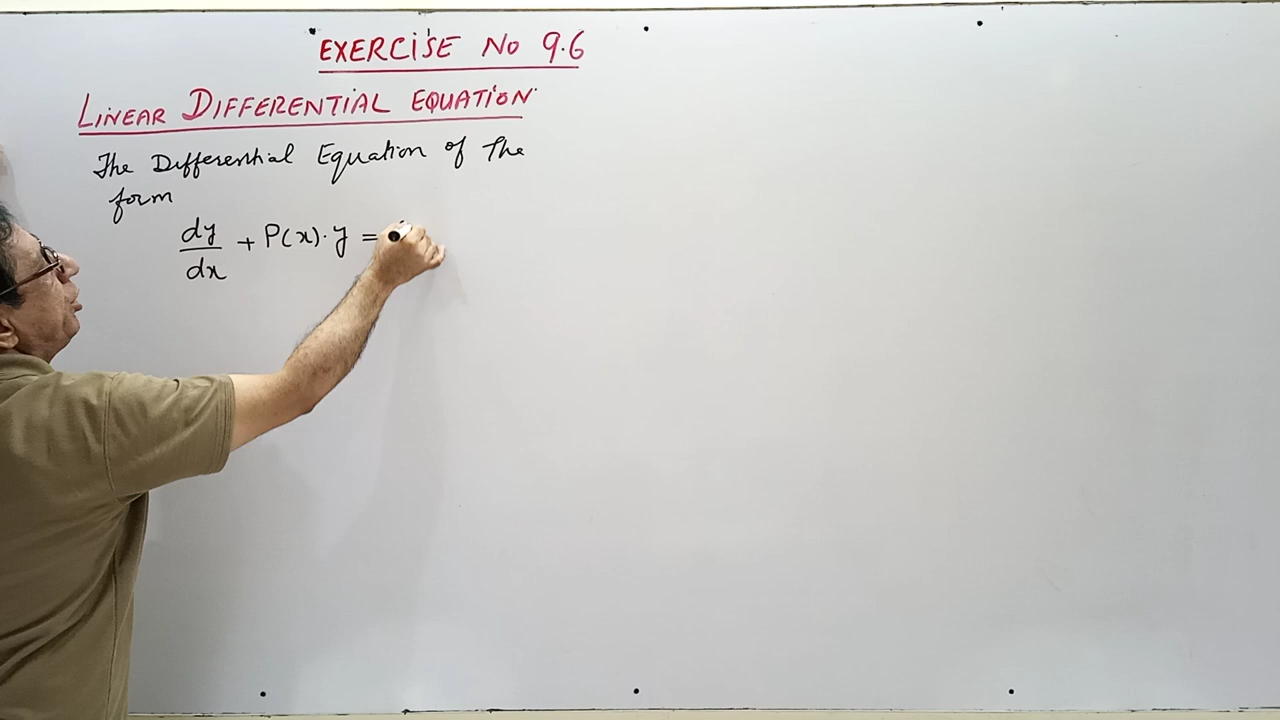 EXERCISE No 9.6
LINEAR DIFFERENTIAL EQUATION
The Differential Equation of The
form
dy/dx + P(x)·y =